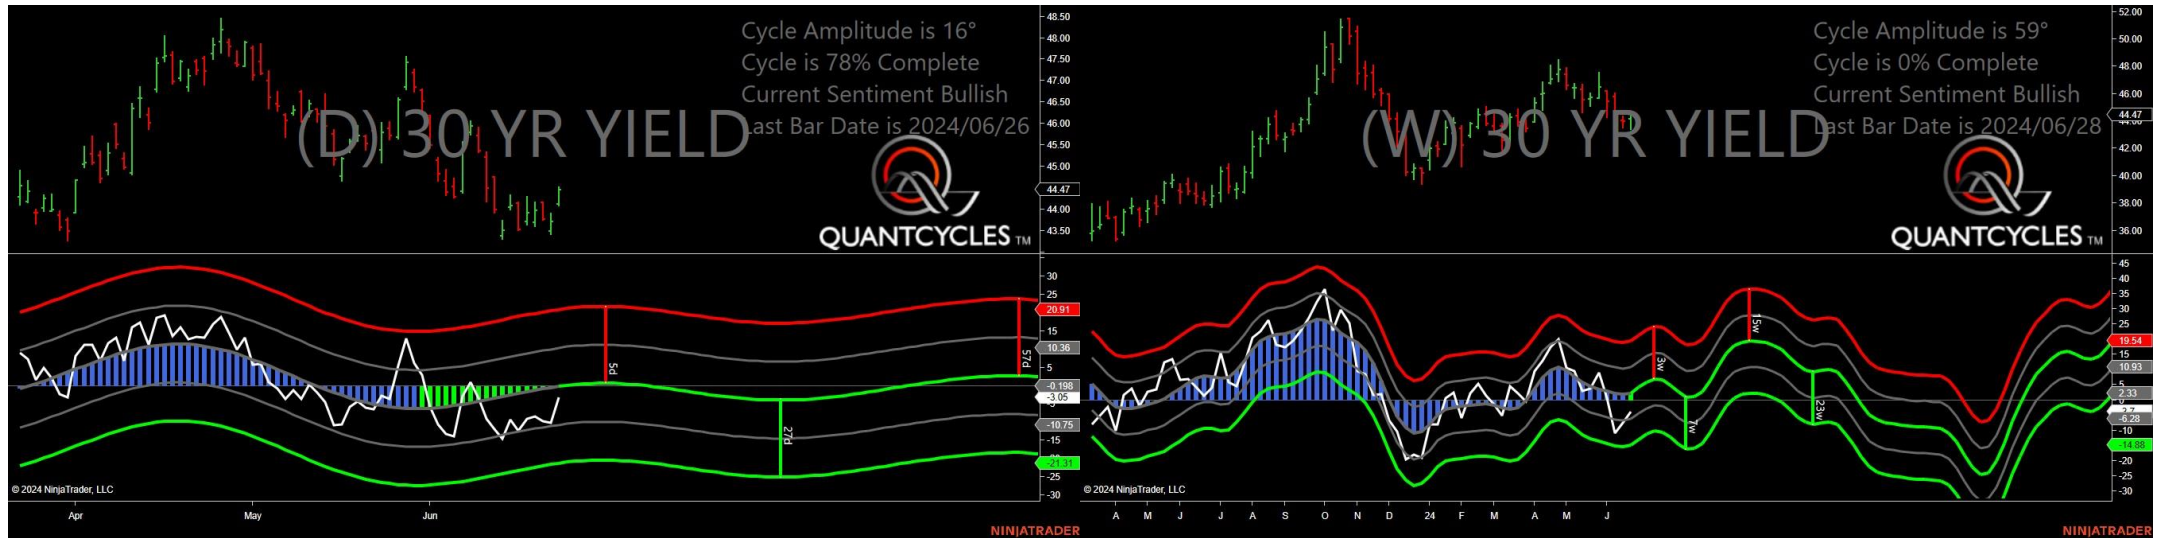 Cycle Amplitude is 16°
Cycle is 78% Complete
Current Sentiment Bullish
Last Bar Date is 2024/06/26
(D) 30 YR YIELD
QUANTCYCLES TM
48.50
48.00
47.50
47.00
46.50
46.00
45.50
45.00
44.47
44.00
43.50
30
25
20.91
15
10.36
5
-0.198
-3.05
-10.75
-15
-21.31
-25
-30
5d
27d
57d
© 2024 NinjaTrader, LLC
Apr May Jun
NINJATRADER
Cycle Amplitude is 59°
Cycle is 0% Complete
Current Sentiment Bullish
Last Bar Date is 2024/06/28
(W) 30 YR YIELD
QUANTCYCLES TM
52.00
50.00
48.00
46.00
44.47
42.00
40.00
38.00
36.00
45
40
35
30
25
19.54
15
10.93
5
2.33
-6.28
-10
-14.88
-20
-25
-30
3w
7w
15w
23w
© 2024 NinjaTrader, LLC
A M J J A S O N D 24 F M A M J
NINJATRADER